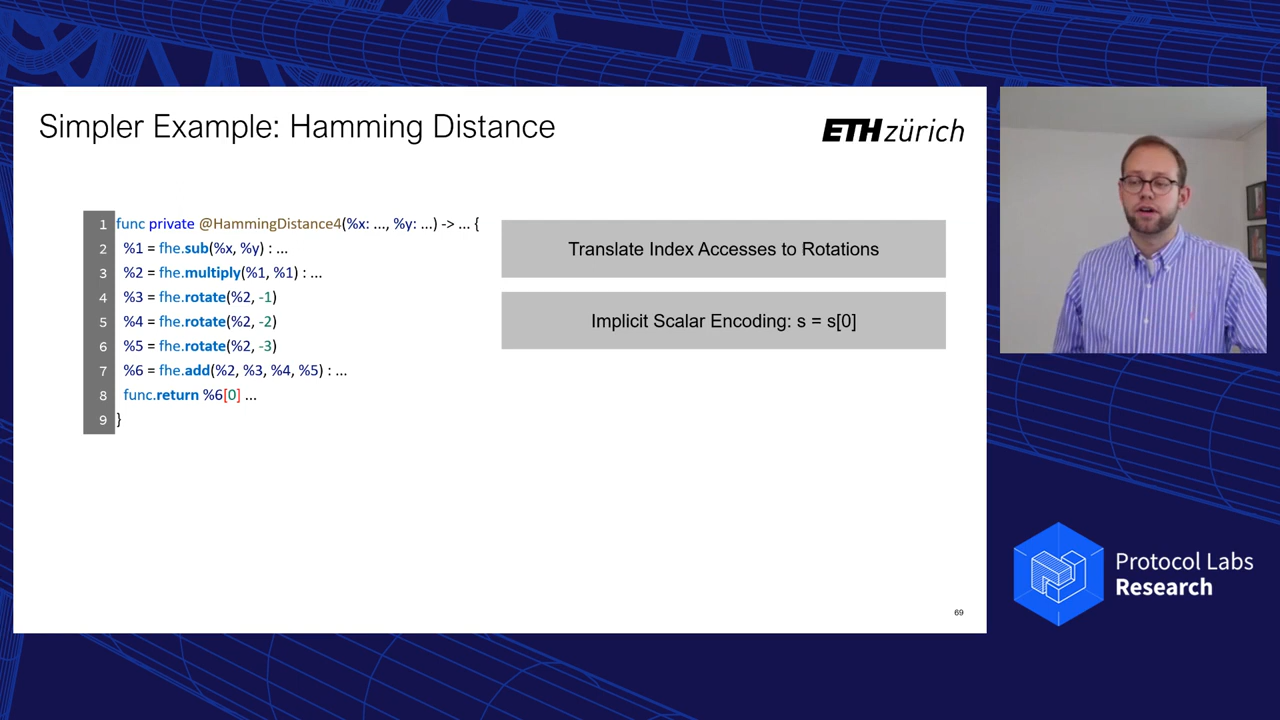 Simpler Example: Hamming Distance
ETH zürich
1 func private @HammingDistance4(%x: ..., %y: ...) -> ... {
2 %1 = fhe.sub(%x, %y) : ...
3 %2 = fhe.multiply(%1, %1) : ...
4 %3 = fhe.rotate(%2, -1)
5 %4 = fhe.rotate(%2, -2)
6 %5 = fhe.rotate(%2, -3)
7 %6 = fhe.add(%2, %3, %4, %5) : ...
8 func.return %6[0] ...
9 }
Translate Index Accesses to Rotations
Implicit Scalar Encoding: s = s[0]
69
Protocol Labs
Research